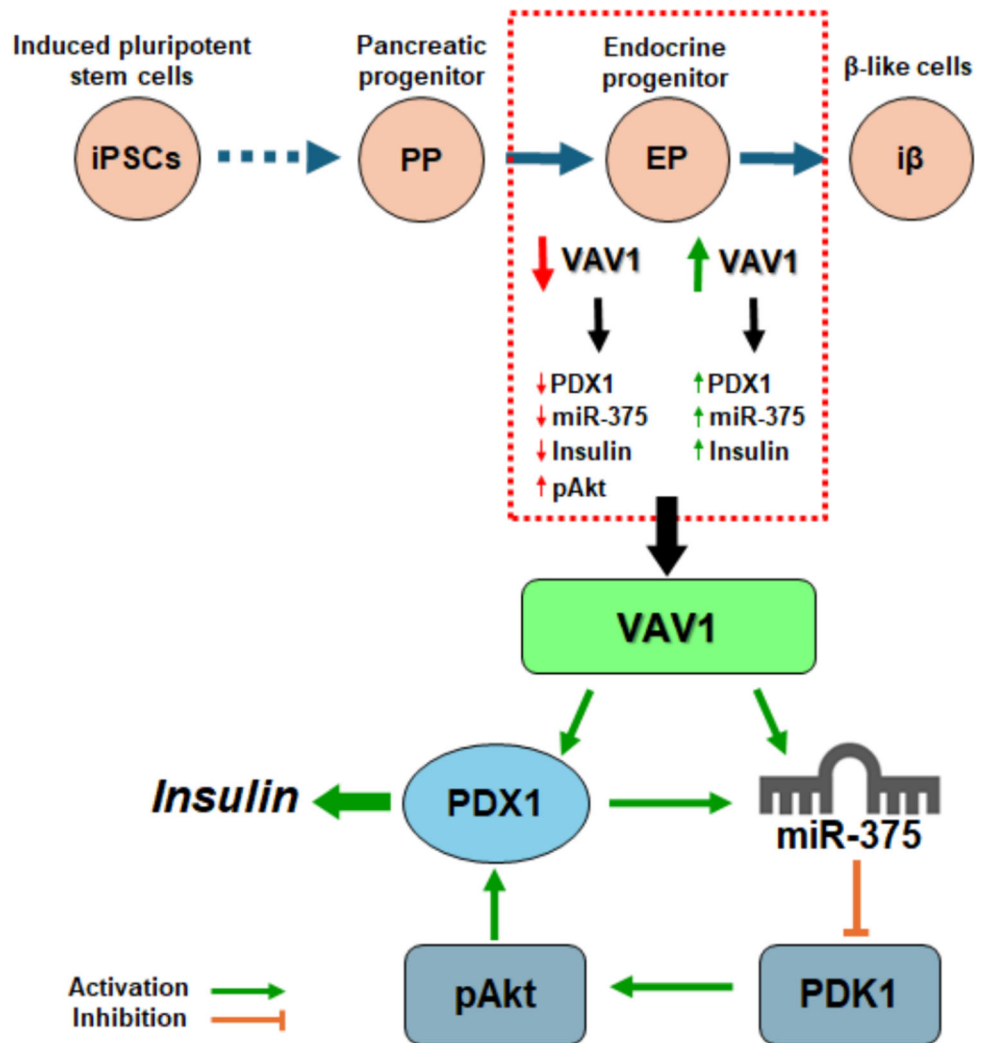 Induced pluripotent
stem cells
Pancreatic
progenitor
Endocrine
progenitor
β-like cells
iPSCs
PP
EP
iβ
VAV1
VAV1
↓PDX1
↓miR-375
↓Insulin
↑pAkt
↑PDX1
↑miR-375
↑Insulin
VAV1
Insulin
PDX1
miR-375
pAkt
PDK1
Activation
Inhibition